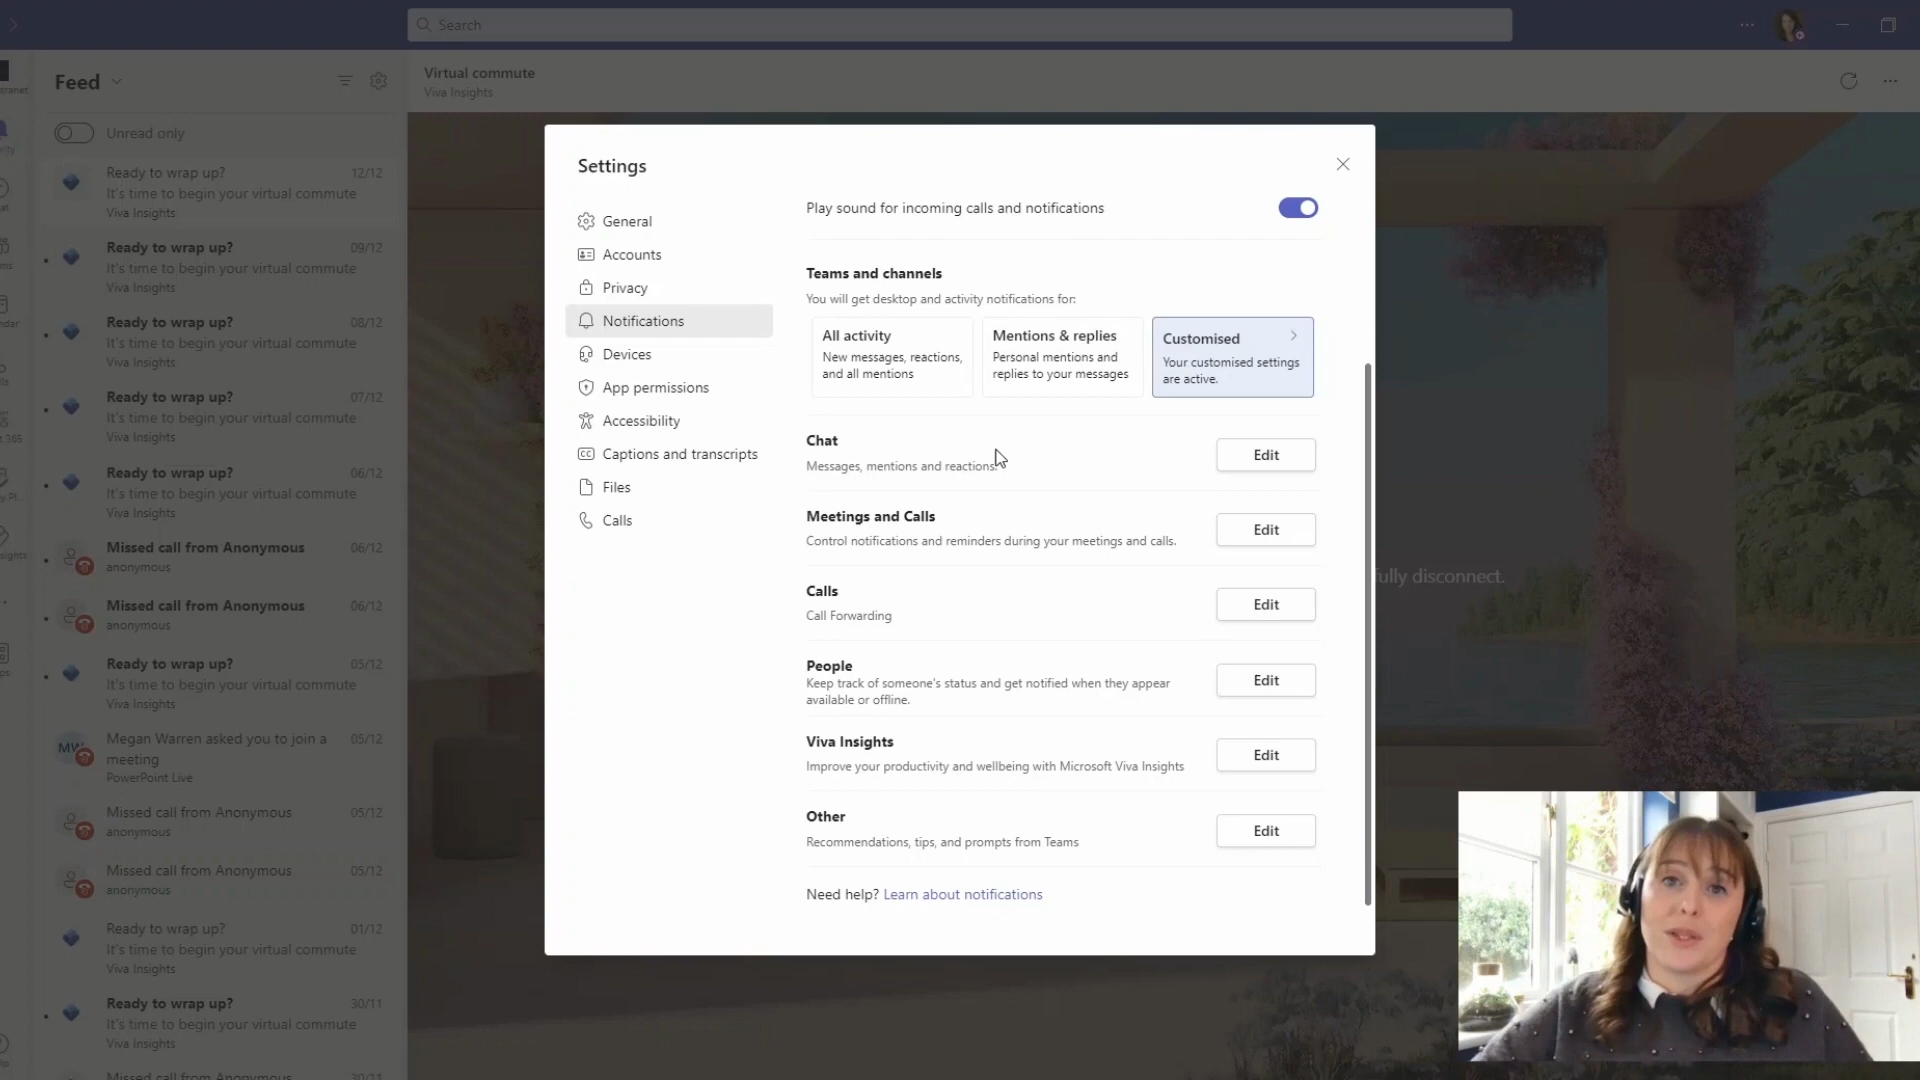 Search
Feed
Unread only
Ready to wrap up? 12/12
It's time to begin your virtual commute
Viva Insights
Ready to wrap up? 09/12
It's time to begin your virtual commute
Viva Insights
Ready to wrap up? 08/12
It's time to begin your virtual commute
Viva Insights
Ready to wrap up? 07/12
It's time to begin your virtual commute
Viva Insights
Ready to wrap up? 06/12
It's time to begin your virtual commute
Viva Insights
Missed call from Anonymous 06/12
anonymous
Missed call from Anonymous 06/12
anonymous
Ready to wrap up? 05/12
It's time to begin your virtual commute
Viva Insights
MW
Megan Warren asked you to join a 05/12
meeting
PowerPoint Live
Missed call from Anonymous 05/12
anonymous
Missed call from Anonymous 05/12
anonymous
Ready to wrap up? 01/12
It's time to begin your virtual commute
Viva Insights
Ready to wrap up? 30/11
It's time to begin your virtual commute
Viva Insights
Missed call from Anonymous 30/11
Virtual commute
Viva Insights
Settings
General
Accounts
Privacy
Notifications
Devices
App permissions
Accessibility
CC Captions and transcripts
Files
Calls
Play sound for incoming calls and notifications
Teams and channels
You will get desktop and activity notifications for:
All activity
New messages, reactions,
and all mentions
Mentions & replies
Personal mentions and
replies to your messages
Customised
Your customised settings
are active.
Chat
Messages, mentions and reactions.
Edit
Meetings and Calls
Control notifications and reminders during your meetings and calls.
Edit
Calls
Call Forwarding
Edit
People
Keep track of someone's status and get notified when they appear
available or offline.
Edit
Viva Insights
Improve your productivity and wellbeing with Microsoft Viva Insights
Edit
Other
Recommendations, tips, and prompts from Teams
Edit
Need help? Learn about notifications
fully disconnect.